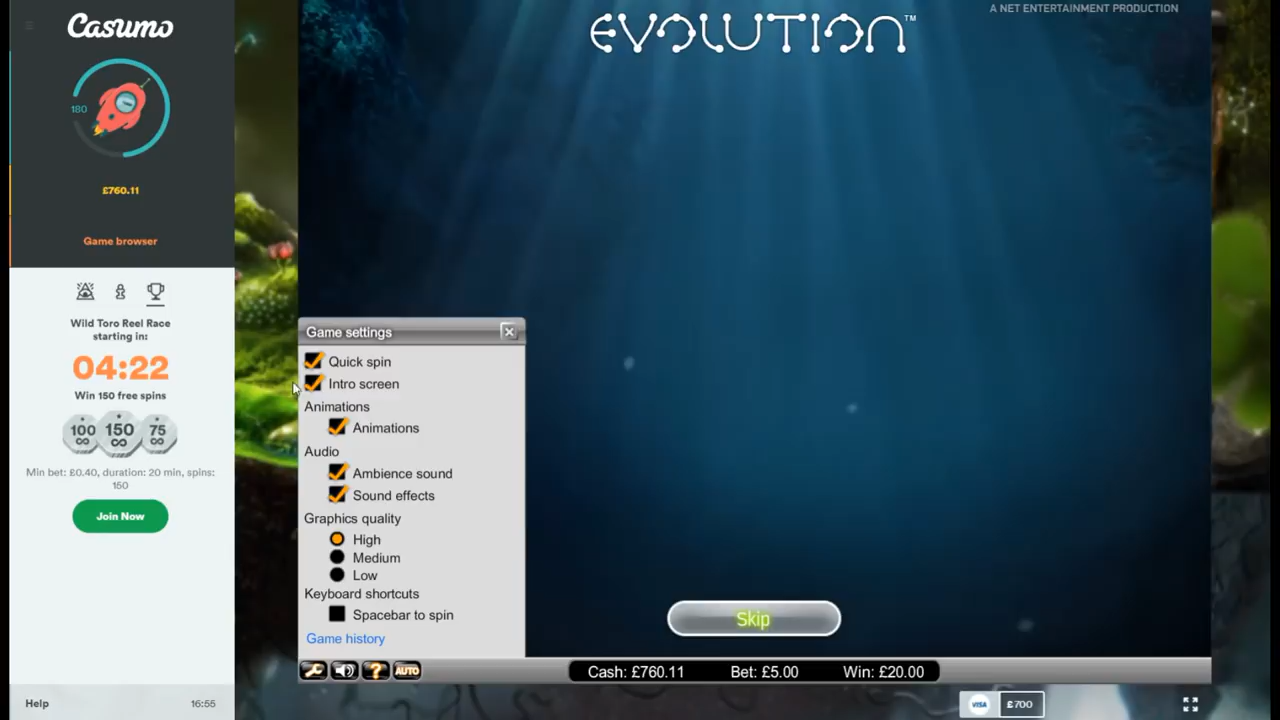 Casumo
180
£760.11
Game browser
Wild Toro Reel Race
starting in:
04:22
Win 150 free spins
100 150 75
∞ ∞ ∞
Min bet: £0.40, duration: 20 min, spins:
150
Join Now
Help 16:55
EVOLUTION™
A NET ENTERTAINMENT PRODUCTION
Game settings
Quick spin
Intro screen
Animations
Animations
Audio
Ambience sound
Sound effects
Graphics quality
High
Medium
Low
Keyboard shortcuts
Spacebar to spin
Game history
Skip
? AUTO
Cash: £760.11 Bet: £5.00 Win: £20.00
VISA £700